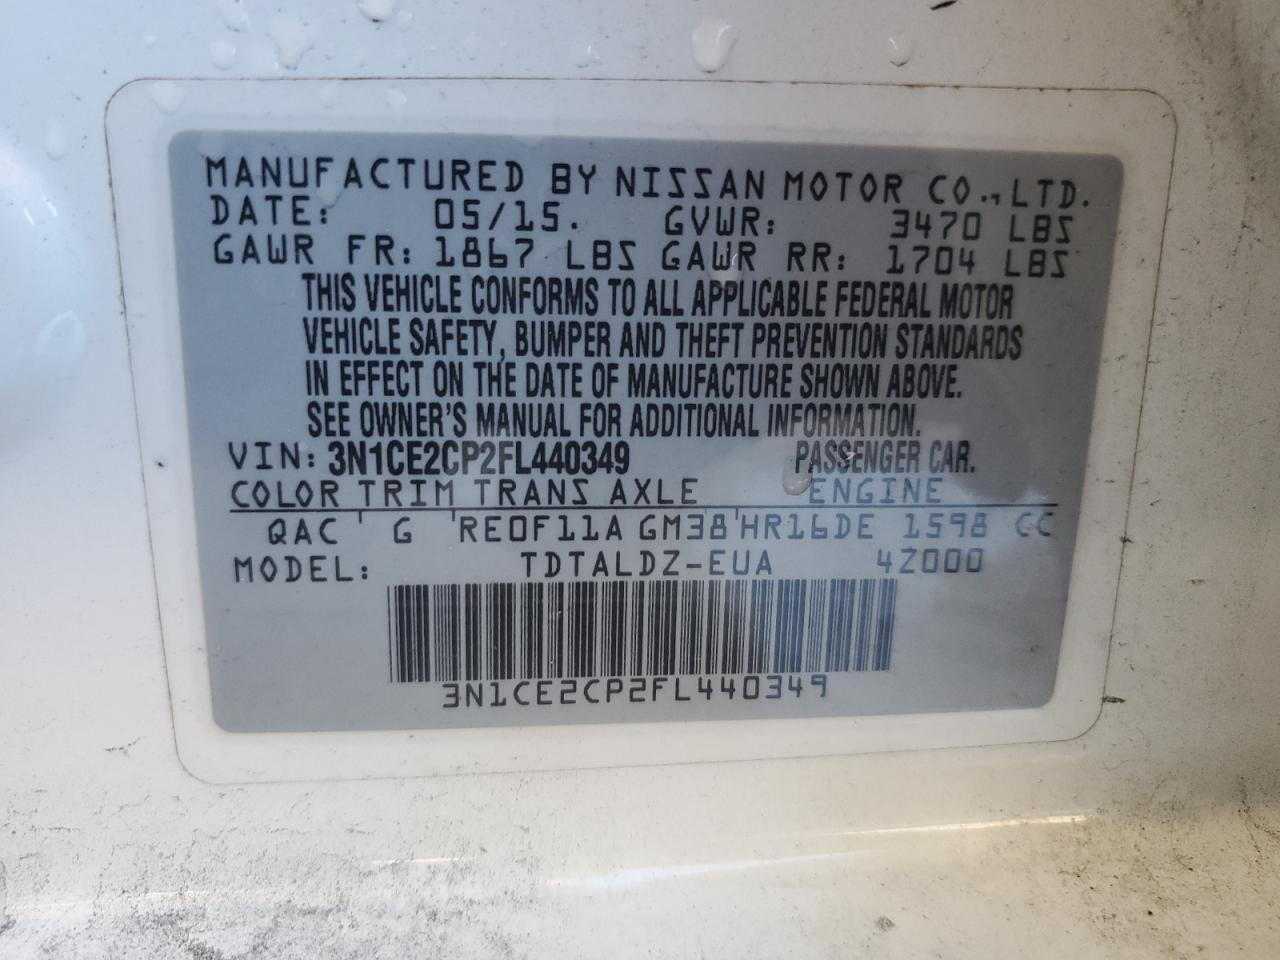 MANUFACTURED BY NISSAN MOTOR CO., LTD.
DATE: 05/15. GVWR: 3470 LBS
GAWR FR: 1867 LBS GAWR RR: 1704 LBS
THIS VEHICLE CONFORMS TO ALL APPLICABLE FEDERAL MOTOR
VEHICLE SAFETY, BUMPER AND THEFT PREVENTION STANDARDS
IN EFFECT ON THE DATE OF MANUFACTURE SHOWN ABOVE.
SEE OWNER'S MANUAL FOR ADDITIONAL INFORMATION.
VIN: 3N1CE2CP2FL440349 PASSENGER CAR.
COLOR TRIM TRANS AXLE ENGINE
QAC G RE0F11A GM38 HR16DE 1598 CC
MODEL: TDTALDZ-EUA 4Z000
3N1CE2CP2FL440349